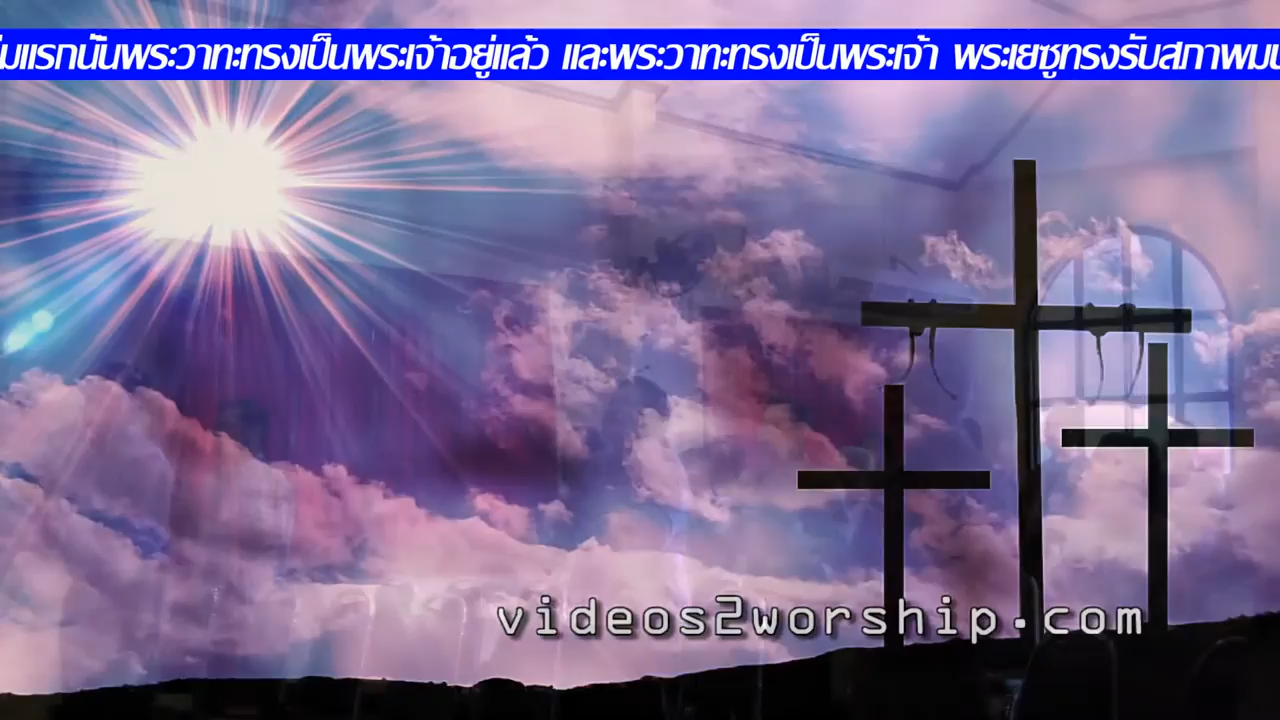 มแรกนั้นพระวาทะทรงเป็นพระเจ้าอยู่แล้ว และพระวาทะทรงเป็นพระเจ้า พระเยซูทรงรับสภาพม
videos2worship.com